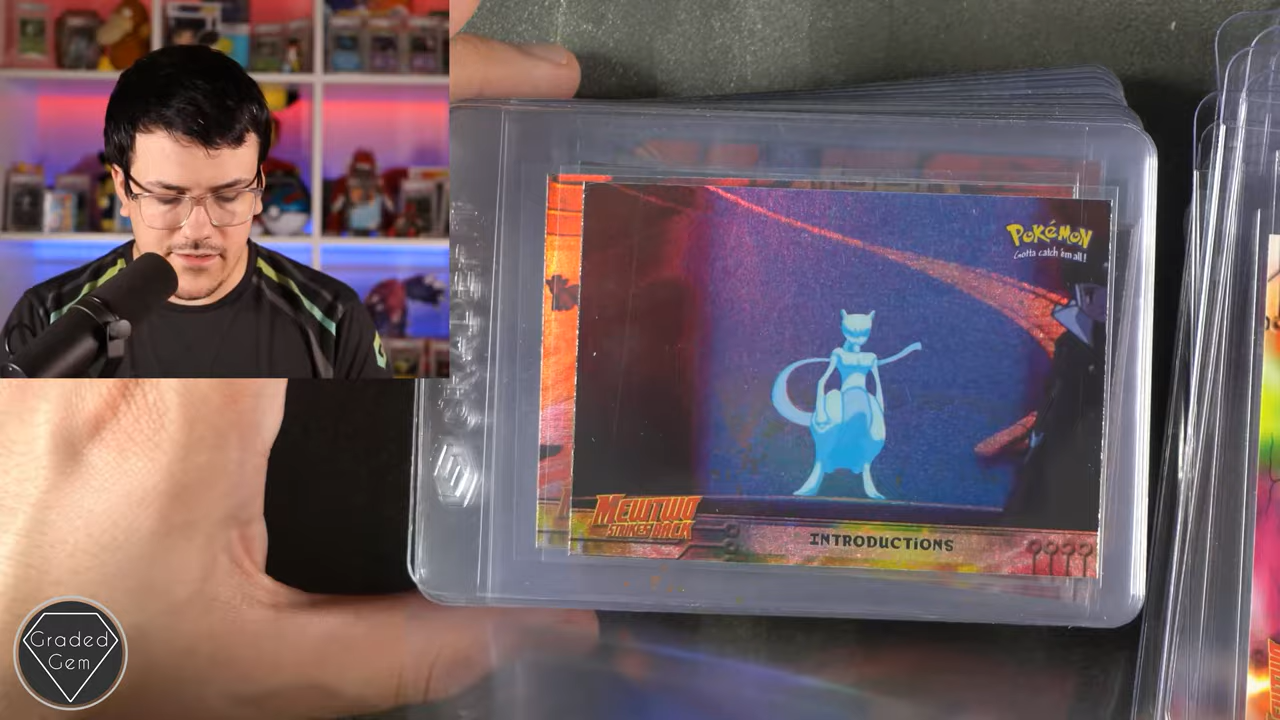 POKéMON
Gotta catch 'em all!
MEWTWO
STRIKES BACK
INTRODUCTIONS
Graded
Gem